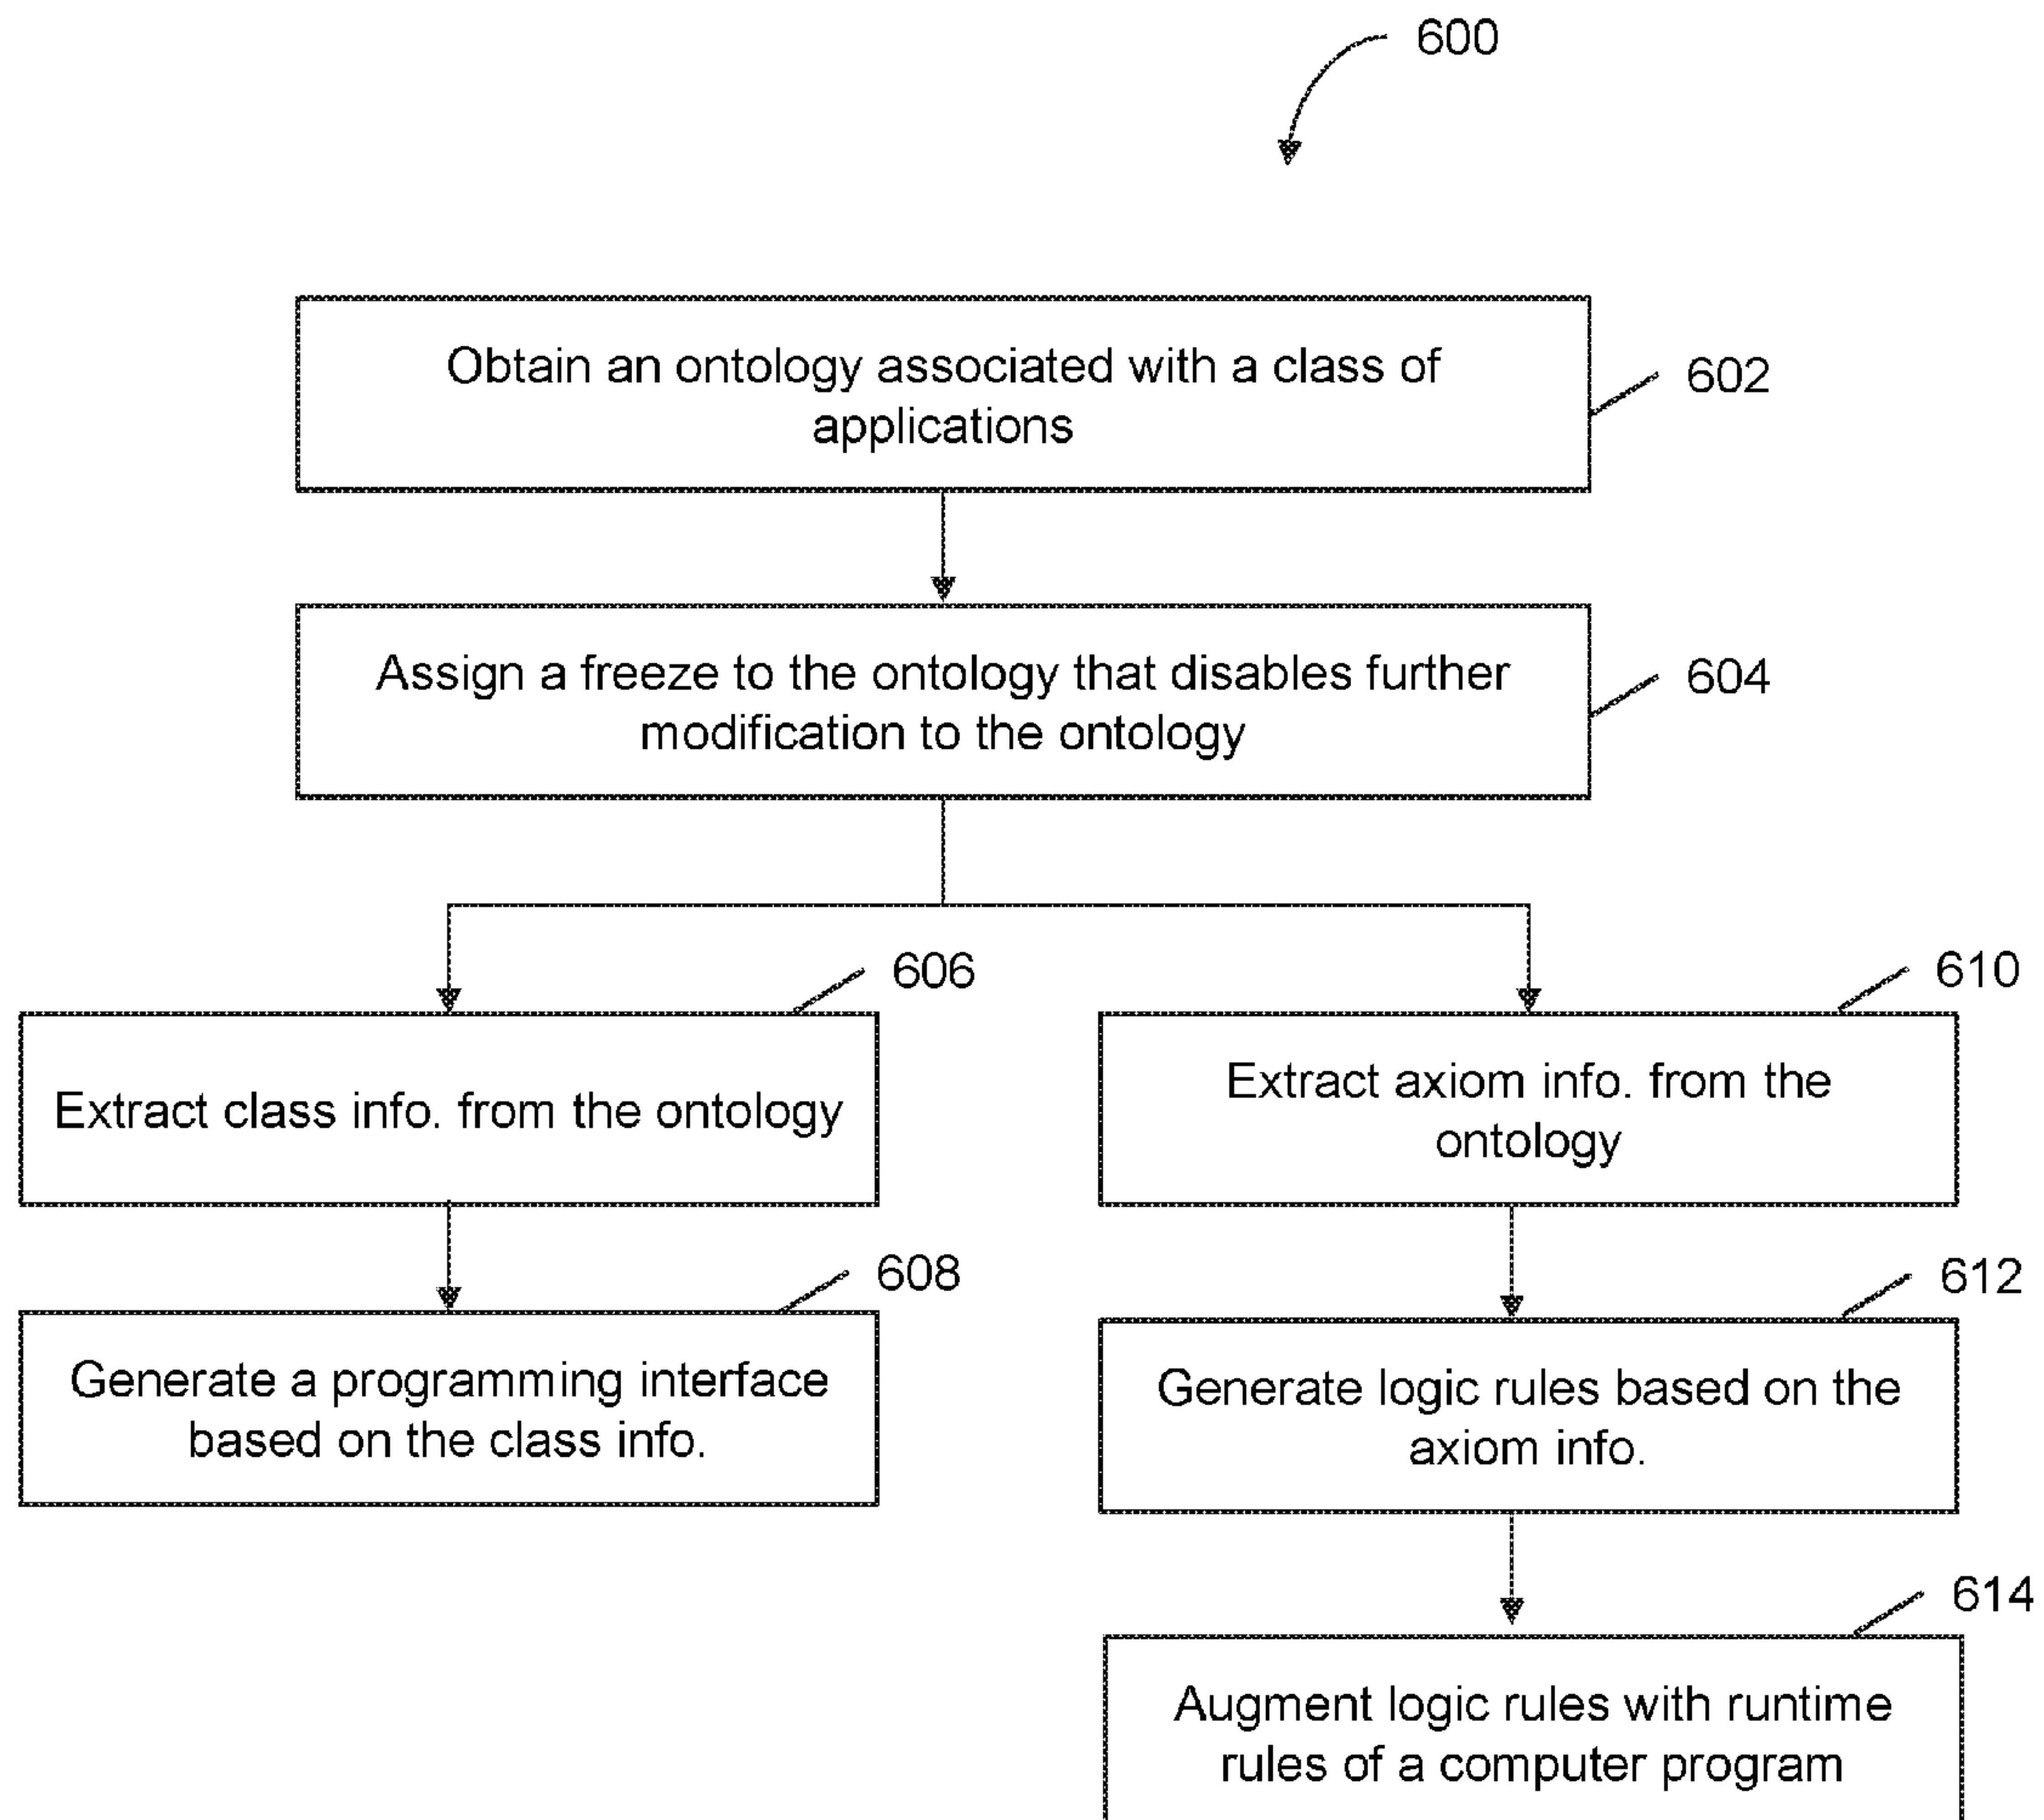 600
Obtain an ontology associated with a class of
applications
602
Assign a freeze to the ontology that disables further
modification to the ontology
604
606
Extract class info. from the ontology
610
Extract axiom info. from the
ontology
608
Generate a programming interface
based on the class info.
612
Generate logic rules based on the
axiom info.
614
Augment logic rules with runtime
rules of a computer program